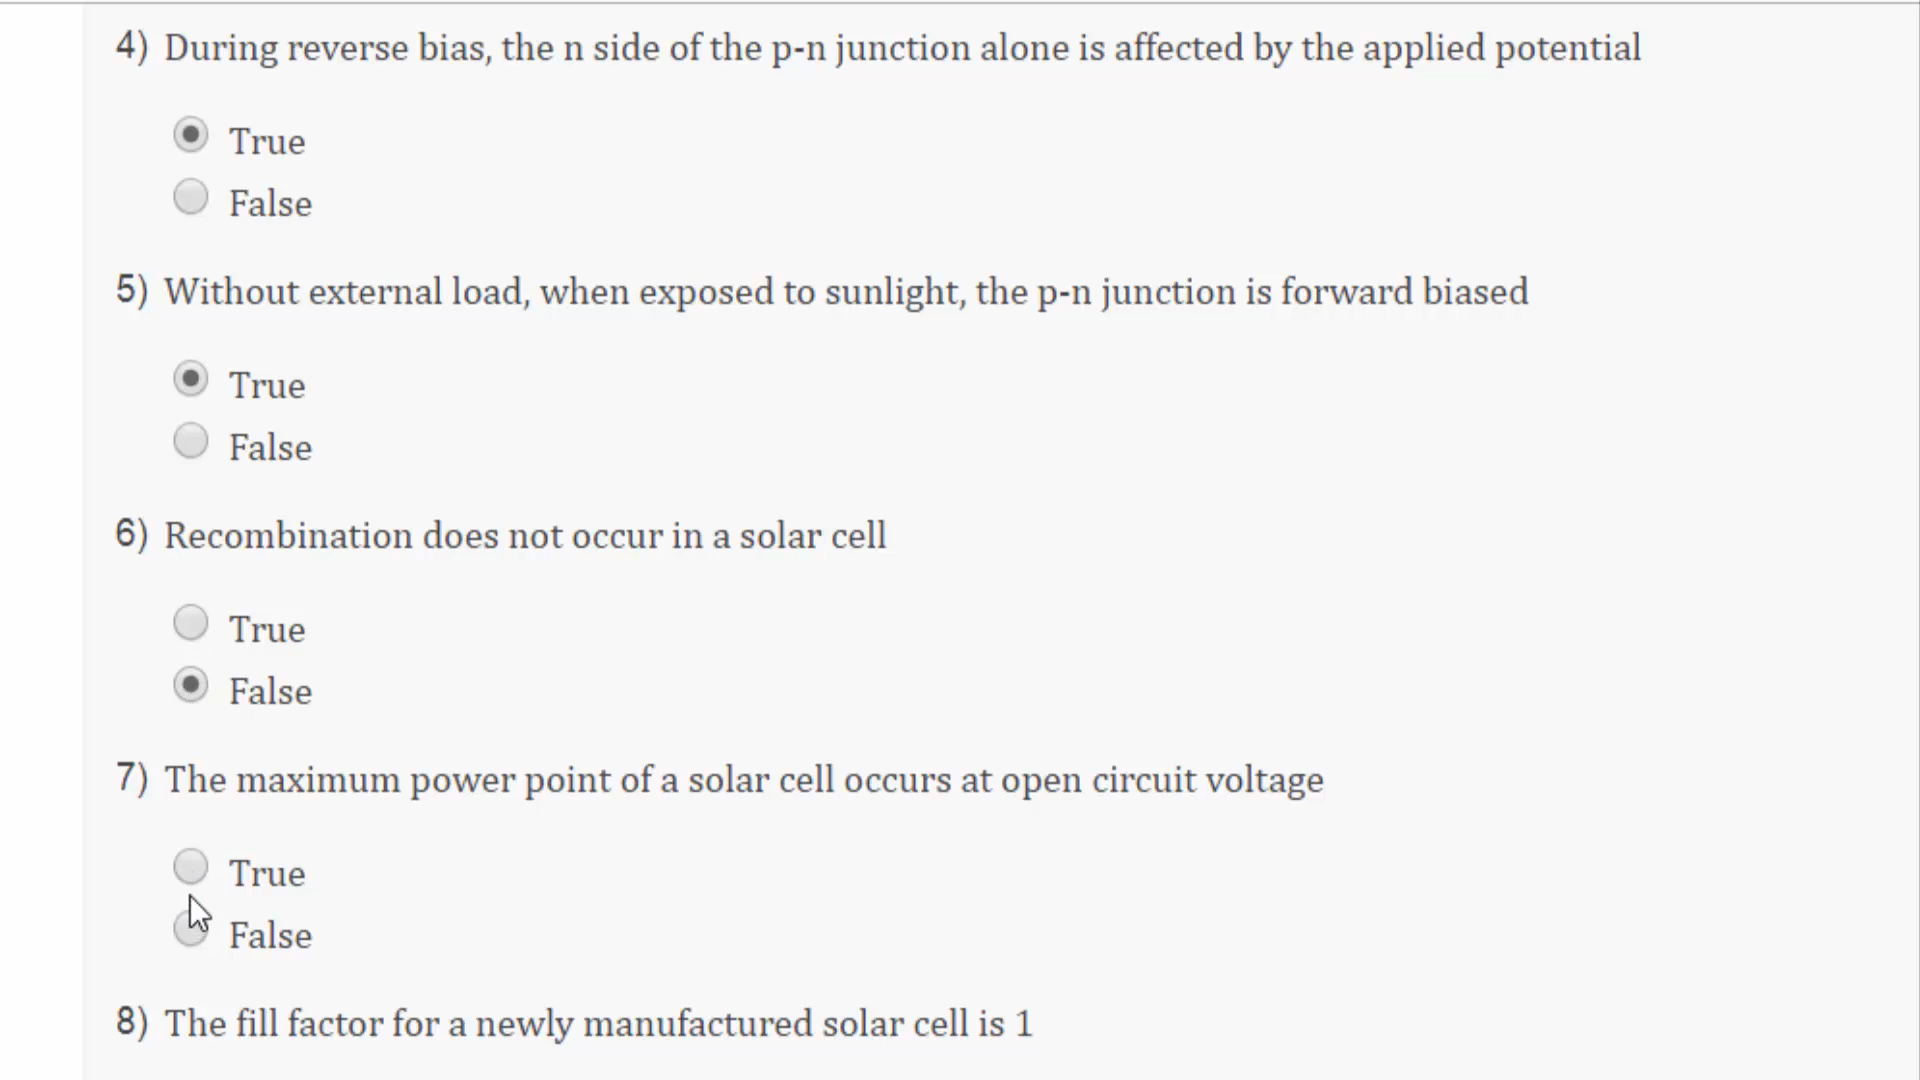 4) During reverse bias, the n side of the p-n junction alone is affected by the applied potential
True
False
5) Without external load, when exposed to sunlight, the p-n junction is forward biased
True
False
6) Recombination does not occur in a solar cell
True
False
7) The maximum power point of a solar cell occurs at open circuit voltage
True
False
8) The fill factor for a newly manufactured solar cell is 1